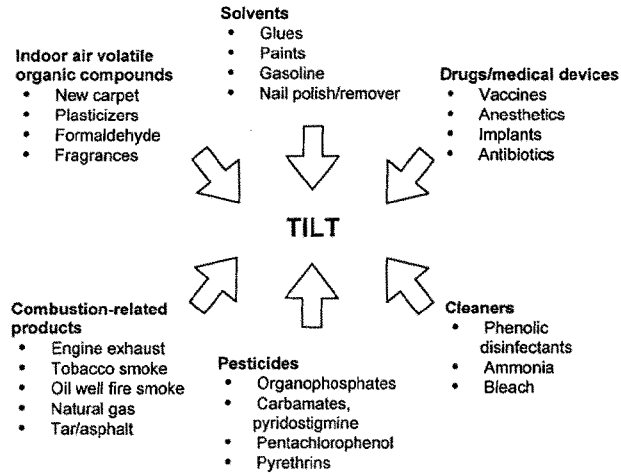 Solvents
• Glues
• Paints
• Gasoline
• Nail polish/remover
Indoor air volatile
organic compounds
• New carpet
• Plasticizers
• Formaldehyde
• Fragrances
Drugs/medical devices
• Vaccines
• Anesthetics
• Implants
• Antibiotics
TILT
Combustion-related
products
• Engine exhaust
• Tobacco smoke
• Oil well fire smoke
• Natural gas
• Tar/asphalt
Pesticides
• Organophosphates
• Carbamates,
pyridostigmine
• Pentachlorophenol
• Pyrethrins
Cleaners
• Phenolic
disinfectants
• Ammonia
• Bleach